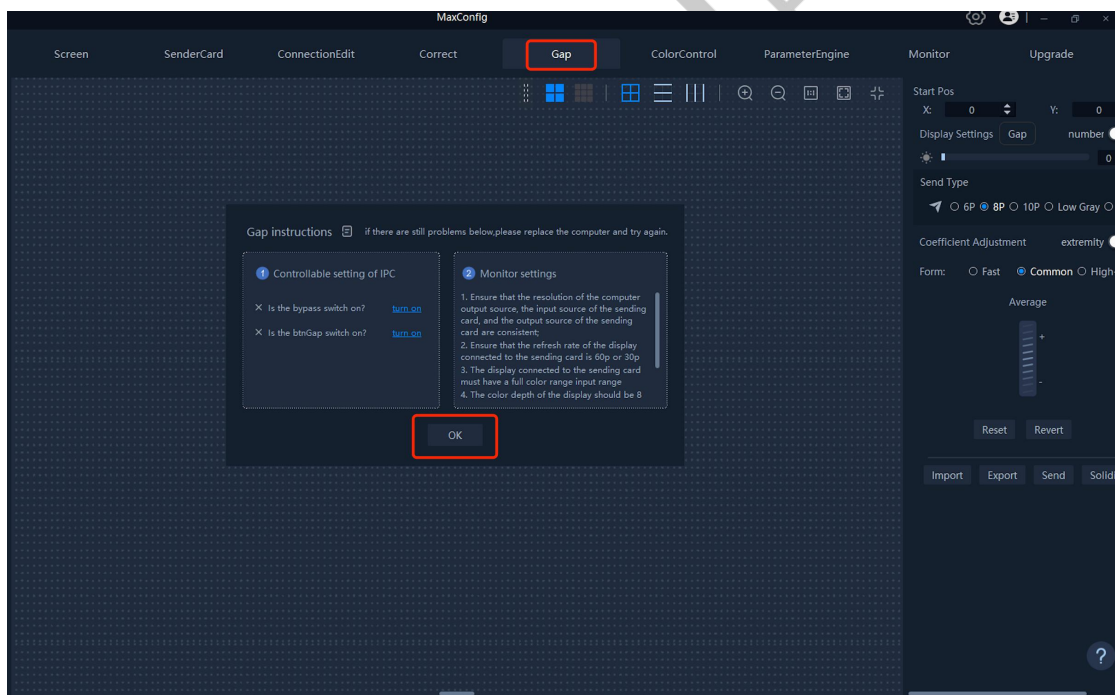 MaxConfig
Screen SenderCard ConnectionEdit Correct Gap ColorControl ParameterEngine Monitor Upgrade
Start Pos
X: 0 Y: 0
Display Settings Gap number
0
Send Type
6P 8P 10P Low Gray
Coefficient Adjustment extremity
Form: Fast Common High-
Average
+
-
Reset Revert
Import Export Send Solidi
Gap instructions if there are still problems below,please replace the computer and try again.
1 Controllable setting of IPC
× Is the bypass switch on? turn on
× Is the btnGap switch on? turn on
2 Monitor settings
1. Ensure that the resolution of the computer
output source, the input source of the sending
card, and the output source of the sending
card are consistent;
2. Ensure that the refresh rate of the display
connected to the sending card is 60p or 30p
3. The display connected to the sending card
must have a full color range input range
4. The color depth of the display should be 8
OK
?